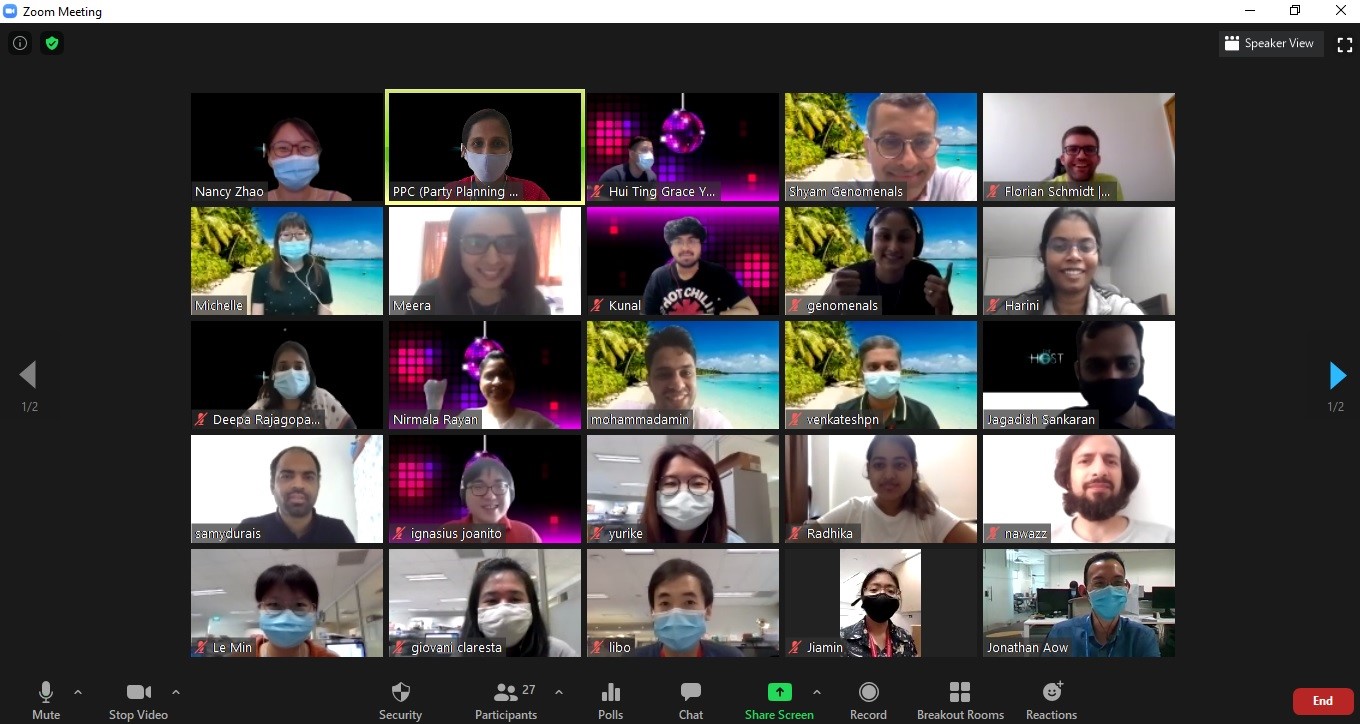 Zoom Meeting
Speaker View
Nancy Zhao
PPC (Party Planning ...
Hui Ting Grace Y...
Shyam Genomenals
Florian Schmidt |...
Michelle
Meera
Kunal
HOT CHILI
genomenals
Harini
Deepa Rajagopa...
Nirmala Rayan
mohammadamin
venkateshpn
HOST
Jagadish Sankaran
samydurais
ignasius joanito
yurike
Radhika
nawazz
Le Min
giovani claresta
libo
Jiamin
Jonathan Aow
1/2
1/2
Mute
Stop Video
Security
27
Participants
Polls
Chat
Share Screen
Record
Breakout Rooms
Reactions
End